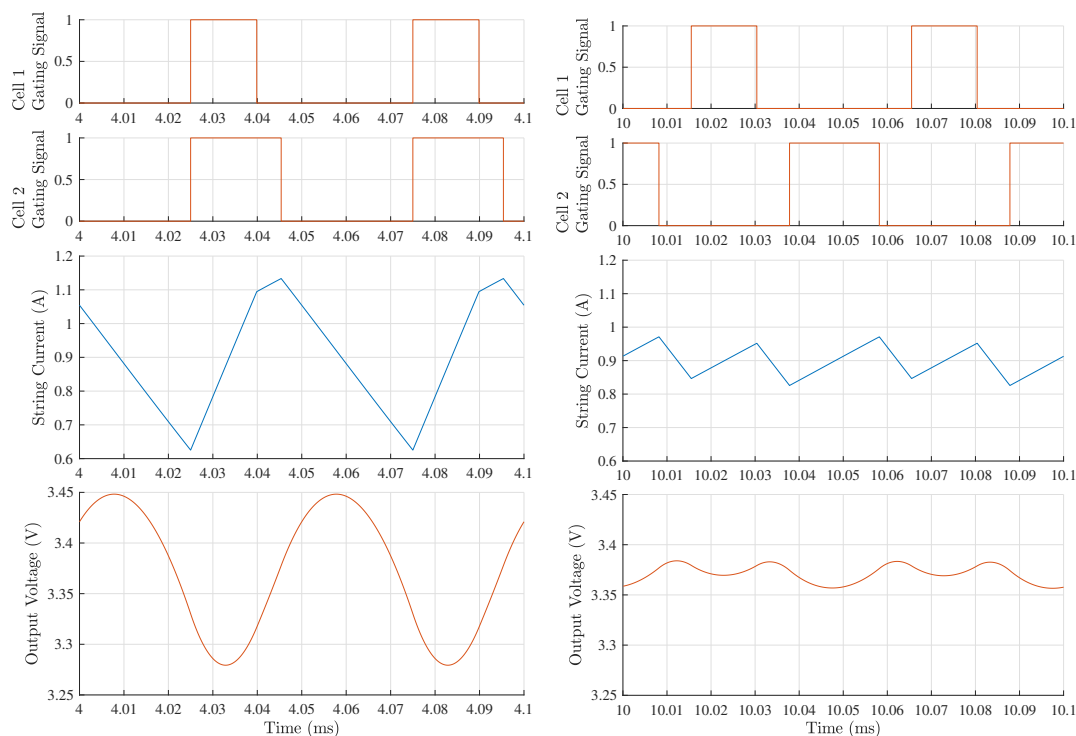 Cell 1
Gating Signal
1
0.5
0
4 4.01 4.02 4.03 4.04 4.05 4.06 4.07 4.08 4.09 4.1
Cell 2
Gating Signal
1
0.5
0
4 4.01 4.02 4.03 4.04 4.05 4.06 4.07 4.08 4.09 4.1
String Current (A)
1.2
1.1
1
0.9
0.8
0.7
0.6
4 4.01 4.02 4.03 4.04 4.05 4.06 4.07 4.08 4.09 4.1
Output Voltage (V)
3.45
3.4
3.35
3.3
3.25
4 4.01 4.02 4.03 4.04 4.05 4.06 4.07 4.08 4.09 4.1
Time (ms)
Cell 1
Gating Signal
1
0.5
0
10 10.01 10.02 10.03 10.04 10.05 10.06 10.07 10.08 10.09 10.1
Cell 2
Gating Signal
1
0.5
0
10 10.01 10.02 10.03 10.04 10.05 10.06 10.07 10.08 10.09 10.1
String Current (A)
1.2
1.1
1
0.9
0.8
0.7
0.6
10 10.01 10.02 10.03 10.04 10.05 10.06 10.07 10.08 10.09 10.1
Output Voltage (V)
3.45
3.4
3.35
3.3
3.25
10 10.01 10.02 10.03 10.04 10.05 10.06 10.07 10.08 10.09 10.1
Time (ms)